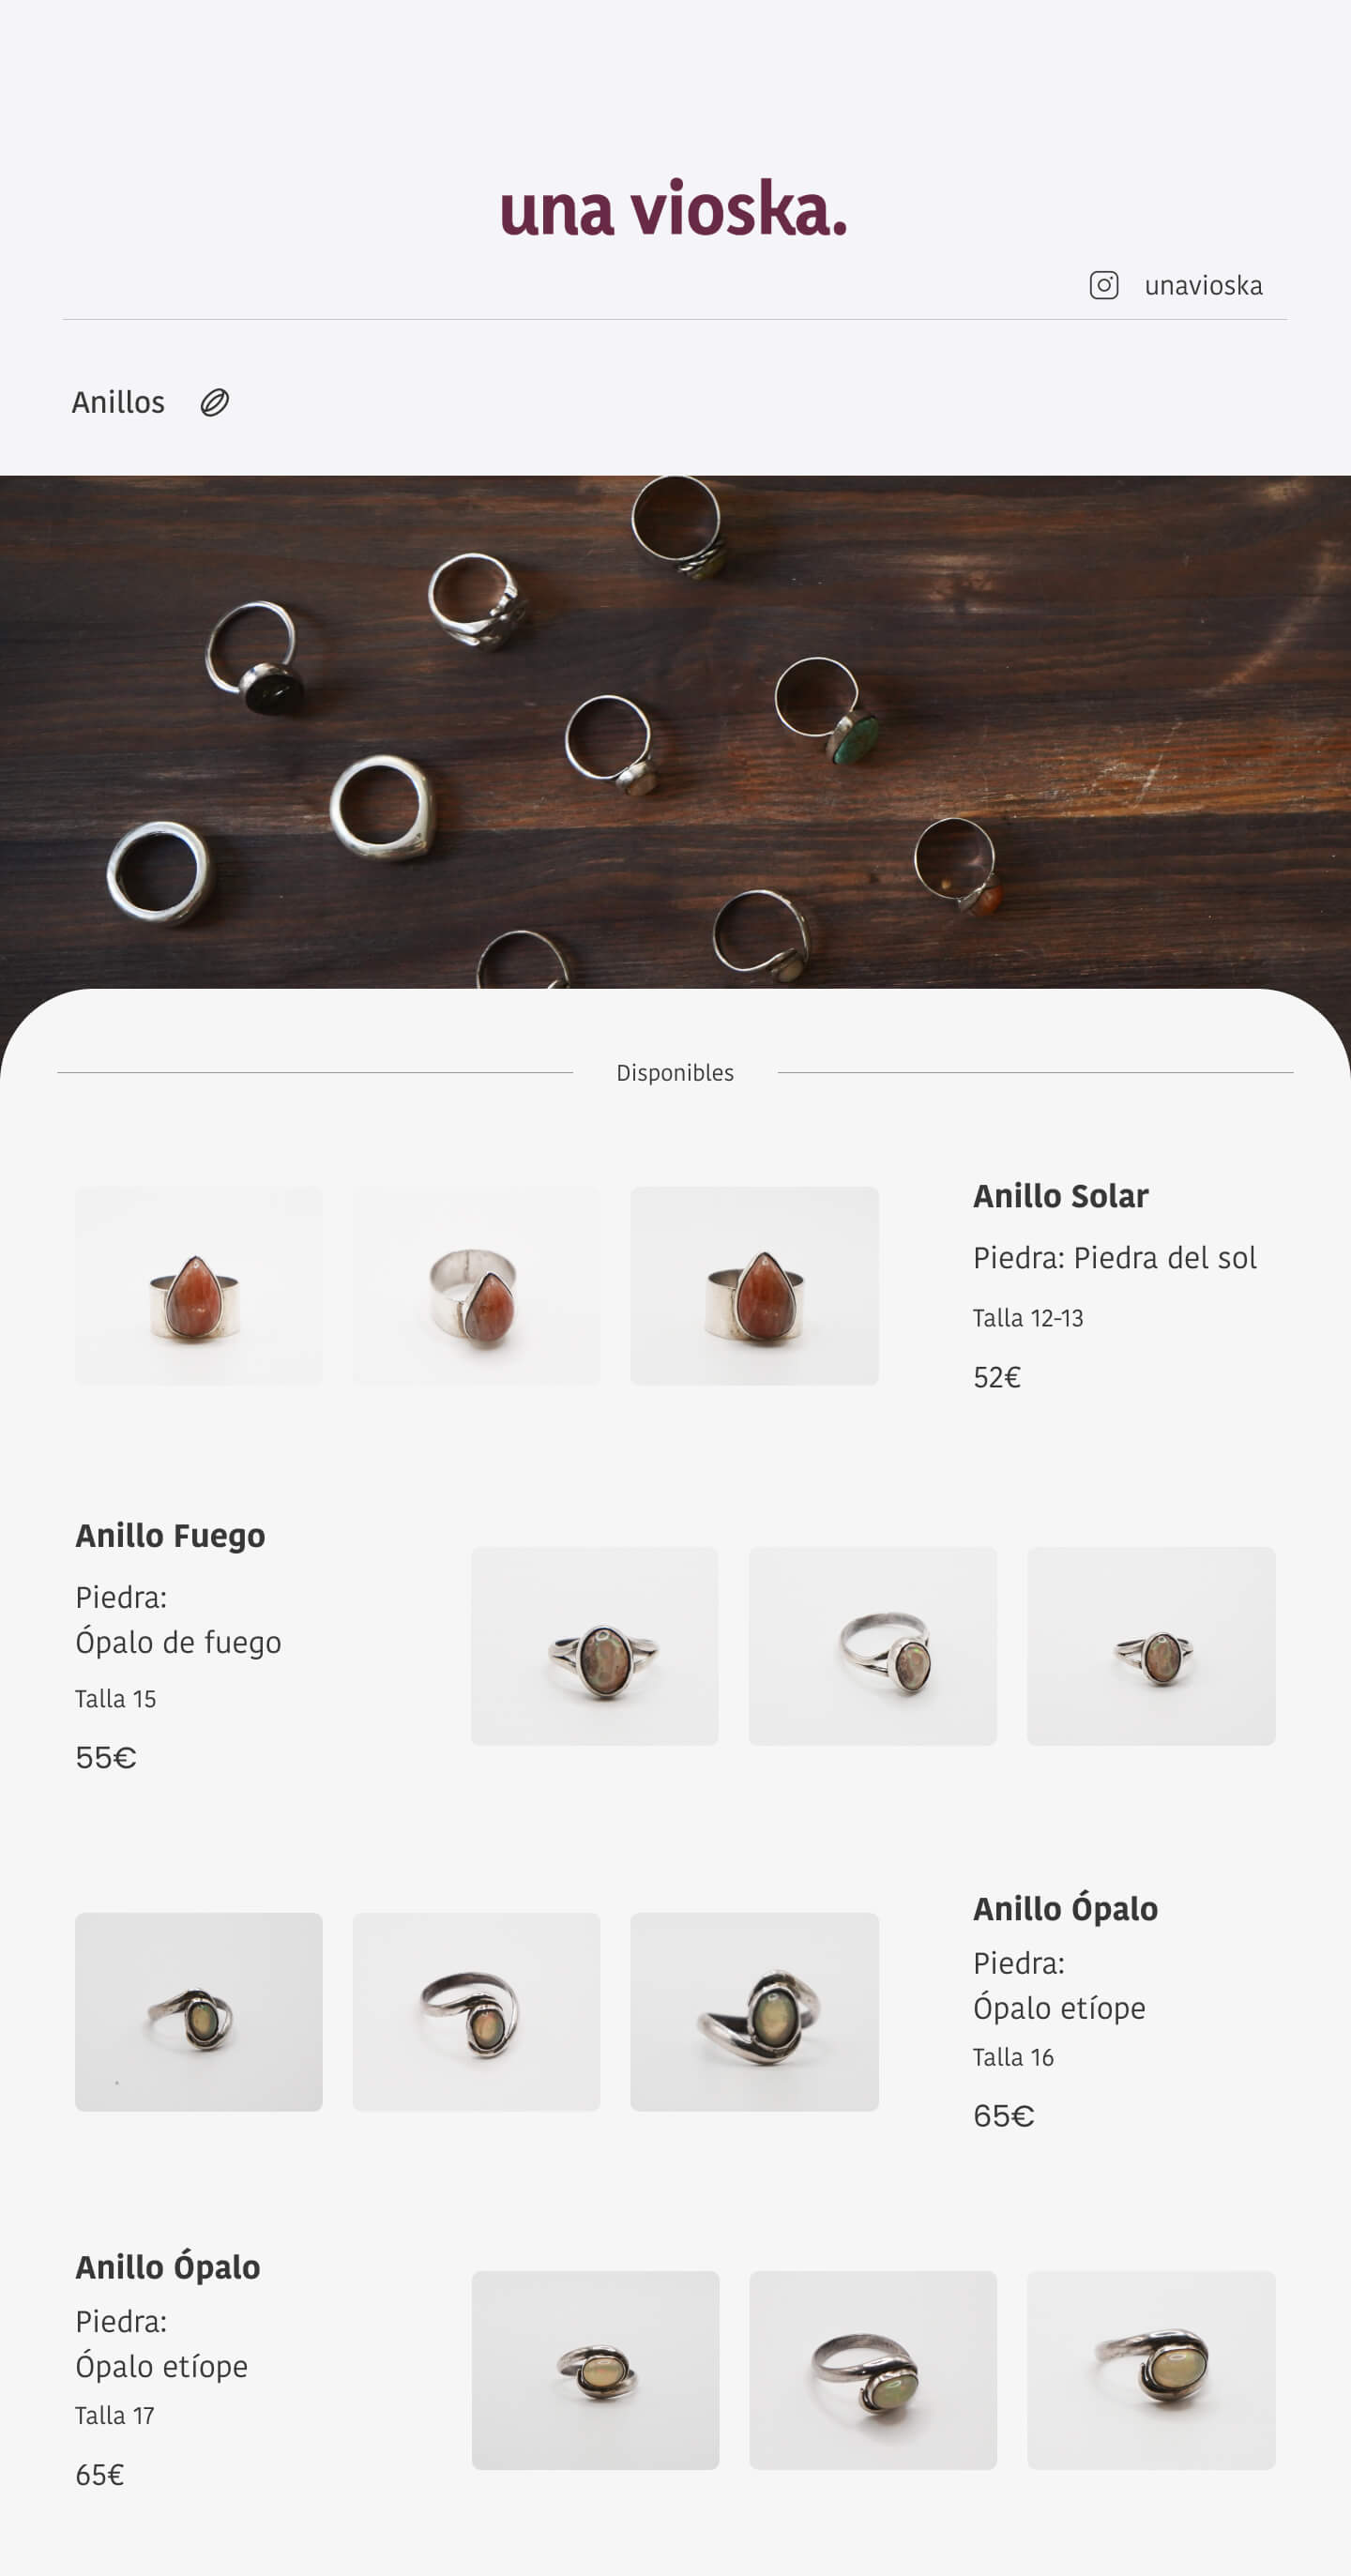 una vioska.
unavioska
Anillos
Disponibles
Anillo Solar
Piedra: Piedra del sol
Talla 12-13
52€
Anillo Fuego
Piedra:
Ópalo de fuego
Talla 15
55€
Anillo Ópalo
Piedra:
Ópalo etíope
Talla 16
65€
Anillo Ópalo
Piedra:
Ópalo etíope
Talla 17
65€